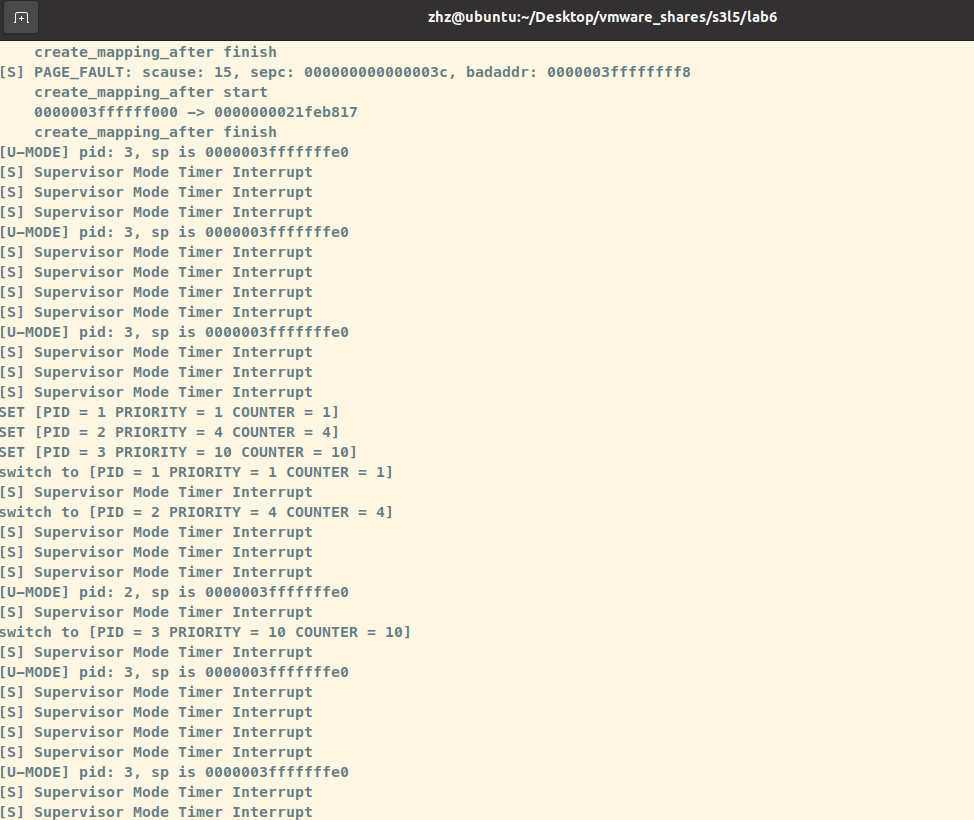 zhz@ubuntu:~/Desktop/vmware_shares/s3l5/lab6
create_mapping_after finish
[S] PAGE_FAULT: scause: 15, sepc: 000000000000003c, badaddr: 0000003ffffffff8
create_mapping_after start
0000003ffffff000 -> 0000000021feb817
create_mapping_after finish
[U-MODE] pid: 3, sp is 0000003fffffffe0
[S] Supervisor Mode Timer Interrupt
[S] Supervisor Mode Timer Interrupt
[S] Supervisor Mode Timer Interrupt
[U-MODE] pid: 3, sp is 0000003fffffffe0
[S] Supervisor Mode Timer Interrupt
[S] Supervisor Mode Timer Interrupt
[S] Supervisor Mode Timer Interrupt
[S] Supervisor Mode Timer Interrupt
[U-MODE] pid: 3, sp is 0000003fffffffe0
[S] Supervisor Mode Timer Interrupt
[S] Supervisor Mode Timer Interrupt
[S] Supervisor Mode Timer Interrupt
SET [PID = 1 PRIORITY = 1 COUNTER = 1]
SET [PID = 2 PRIORITY = 4 COUNTER = 4]
SET [PID = 3 PRIORITY = 10 COUNTER = 10]
switch to [PID = 1 PRIORITY = 1 COUNTER = 1]
[S] Supervisor Mode Timer Interrupt
switch to [PID = 2 PRIORITY = 4 COUNTER = 4]
[S] Supervisor Mode Timer Interrupt
[S] Supervisor Mode Timer Interrupt
[S] Supervisor Mode Timer Interrupt
[U-MODE] pid: 2, sp is 0000003fffffffe0
[S] Supervisor Mode Timer Interrupt
switch to [PID = 3 PRIORITY = 10 COUNTER = 10]
[S] Supervisor Mode Timer Interrupt
[U-MODE] pid: 3, sp is 0000003fffffffe0
[S] Supervisor Mode Timer Interrupt
[S] Supervisor Mode Timer Interrupt
[S] Supervisor Mode Timer Interrupt
[S] Supervisor Mode Timer Interrupt
[U-MODE] pid: 3, sp is 0000003fffffffe0
[S] Supervisor Mode Timer Interrupt
[S] Supervisor Mode Timer Interrupt